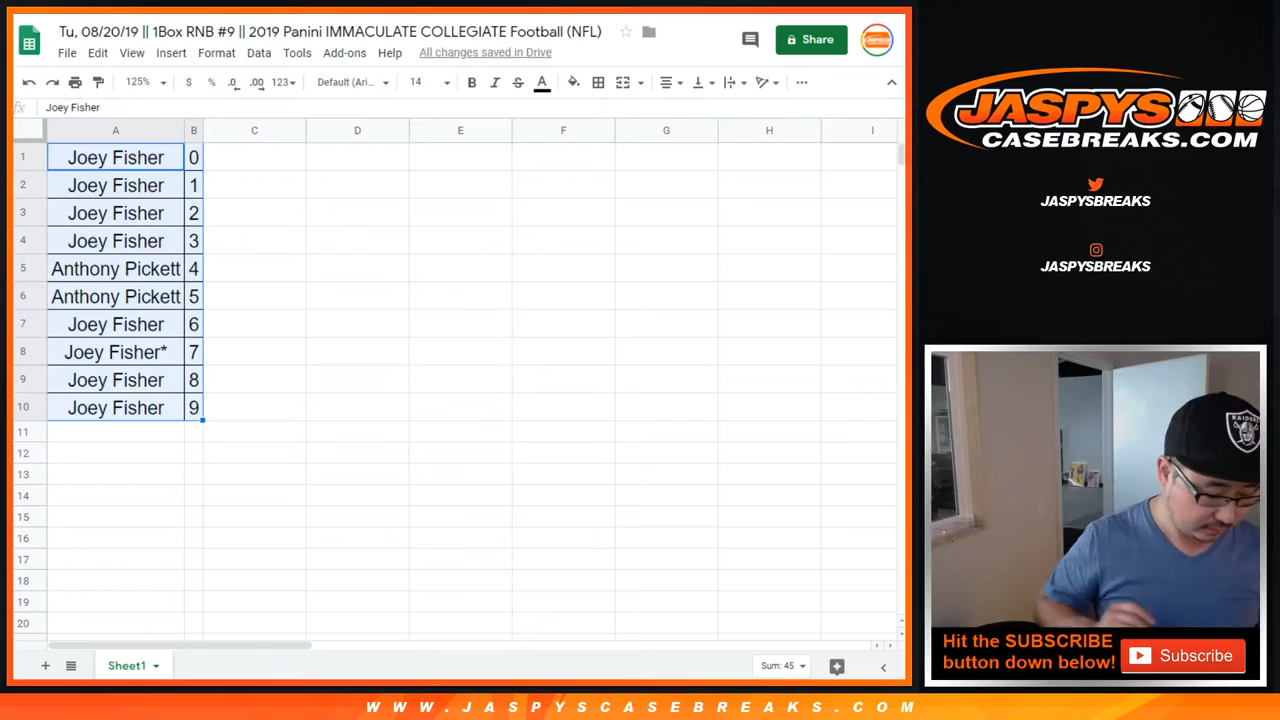 Tu, 08/20/19 || 1Box RNB #9 || 2019 Panini IMMACULATE COLLEGIATE Football (NFL)
File Edit View Insert Format Data Tools Add-ons Help All changes saved in Drive
Share
125% $ % .0 .00 123 Default (Ari... 14 B I S A
fx Joey Fisher
A B C D E F G H I
1 Joey Fisher 0
2 Joey Fisher 1
3 Joey Fisher 2
4 Joey Fisher 3
5 Anthony Pickett 4
6 Anthony Pickett 5
7 Joey Fisher 6
8 Joey Fisher* 7
9 Joey Fisher 8
10 Joey Fisher 9
11
12
13
14
15
16
17
18
19
20
+ Sheet1 Sum: 45
JASPYS
CASEBREAKS.COM
JASPYSBREAKS
JASPYSBREAKS
RAIDERS
Hit the SUBSCRIBE
button down below!
Subscribe
WWW.JASPYSCASEBREAKS.COM